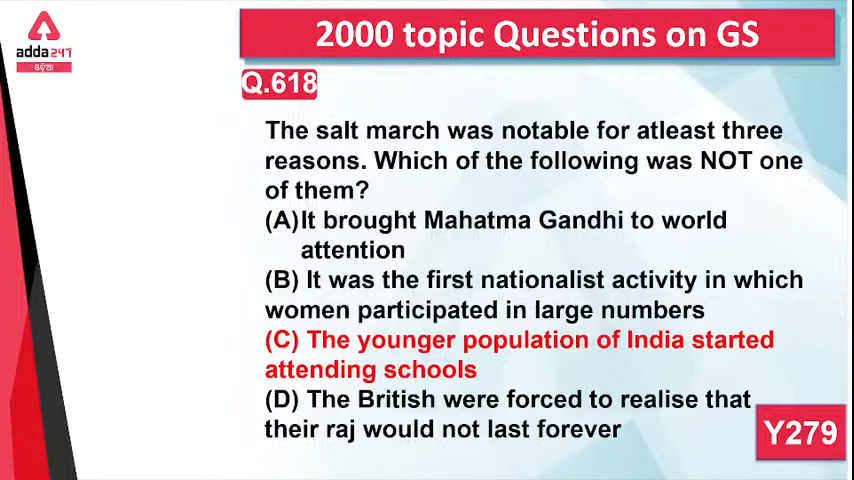 2000 topic Questions on GS
adda247
ଓଡ଼ିଆ
Q.618
The salt march was notable for atleast three
reasons. Which of the following was NOT one
of them?
(A)It brought Mahatma Gandhi to world
attention
(B) It was the first nationalist activity in which
women participated in large numbers
(C) The younger population of India started
attending schools
(D) The British were forced to realise that
their raj would not last forever
Y279